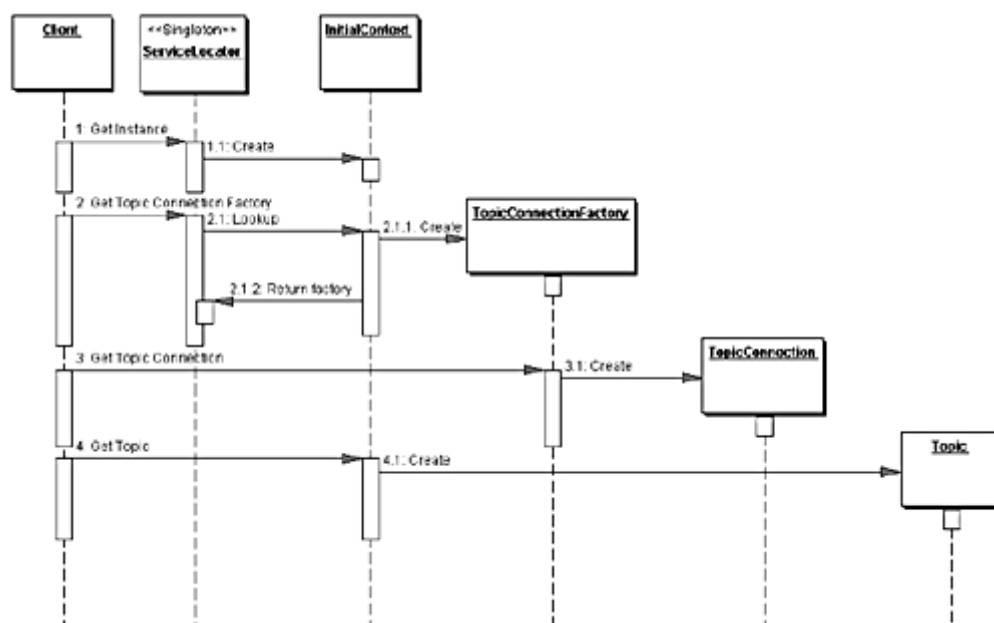 Client
<<Singleton>>
ServiceLocator
InitialContext
1: Get Instance
1.1: Create
2: Get Topic Connection Factory
2.1: Lookup
TopicConnectionFactory
2.1.1: Create
2.1.2: Return factory
3: Get Topic Connection
TopicConnection
3.1: Create
4: Get Topic
4.1: Create
Topic